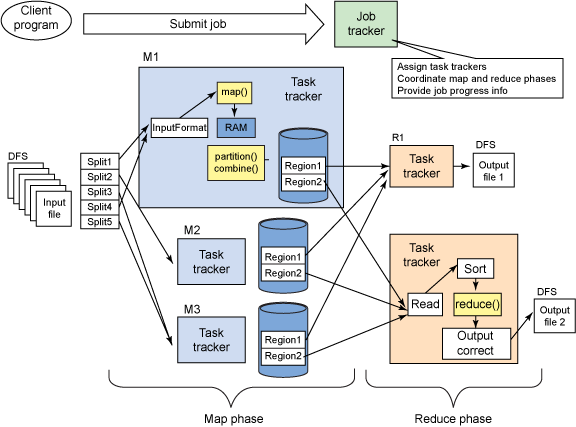 Client
program
Submit job
Job
tracker
Assign task trackers
Coordinate map and reduce phases
Provide job progress info
M1
Task
tracker
map()
InputFormat
RAM
partition()
combine()
Region1
Region2
DFS
Input
file
Split1
Split2
Split3
Split4
Split5
M2
Task
tracker
Region1
Region2
M3
Task
tracker
Region1
Region2
R1
Task
tracker
DFS
Output
file 1
Task
tracker
Sort
Read
reduce()
Output
correct
DFS
Output
file 2
Map phase
Reduce phase